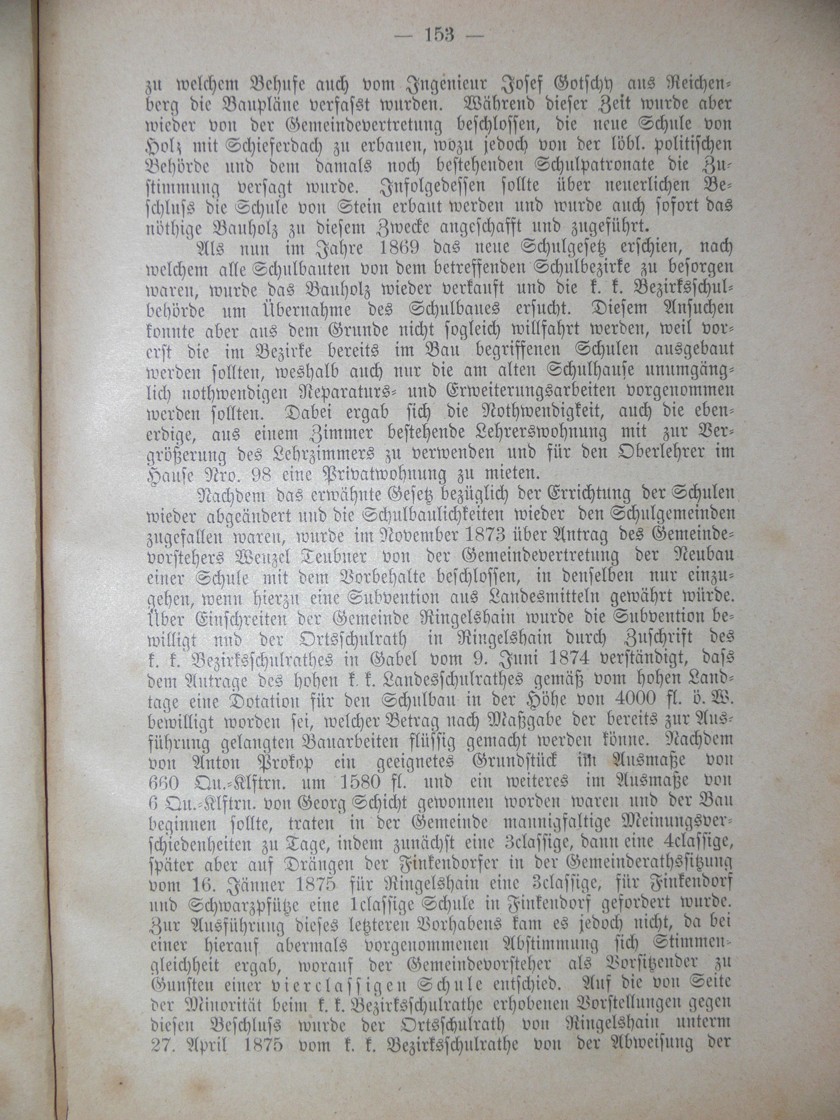 — 153 —
zu welchem Behufe auch vom Ingenieur Josef Gotschy aus Reichen-
berg die Baupläne verfasst wurden. Während dieser Zeit wurde aber
wieder von der Gemeindevertretung beschlossen, die neue Schule von
Holz mit Schieferdach zu erbauen, wozu jedoch von der löbl. politischen
Behörde und dem damals noch bestehenden Schulpatronate die Zu-
stimmung versagt wurde. Infolgedessen sollte über neuerlichen Be-
schluss die Schule von Stein erbaut werden und wurde auch sofort das
nöthige Bauholz zu diesem Zwecke angeschafft und zugeführt.
Als nun im Jahre 1869 das neue Schulgesetz erschien, nach
welchem alle Schulbauten von dem betreffenden Schulbezirke zu besorgen
waren, wurde das Bauholz wieder verkauft und die k. k. Bezirksschul-
behörde um Übernahme des Schulbaues ersucht. Diesem Ansuchen
konnte aber aus dem Grunde nicht sogleich willfahrt werden, weil vor-
erst die im Bezirke bereits im Bau begriffenen Schulen ausgebaut
werden sollten, weshalb auch nur die am alten Schulhause unumgäng-
lich nothwendigen Reparaturs- und Erweiterungsarbeiten vorgenommen
werden sollten. Dabei ergab sich die Nothwendigkeit, auch die eben-
erdige, aus einem Zimmer bestehende Lehrerswohnung mit zur Ver-
größerung des Lehrzimmers zu verwenden und für den Oberlehrer im
Hause Nro. 98 eine Privatwohnung zu mieten.
Nachdem das erwähnte Gesetz bezüglich der Errichtung der Schulen
wieder abgeändert und die Schulbaulichkeiten wieder den Schulgemeinden
zugefallen waren, wurde im November 1873 über Antrag des Gemeinde-
vorstehers Wenzel Teubner von der Gemeindevertretung der Neubau
einer Schule mit dem Vorbehalte beschlossen, in denselben nur einzu-
gehen, wenn hierzu eine Subvention aus Landesmitteln gewährt würde.
Über Einschreiten der Gemeinde Ringelshain wurde die Subvention be-
willigt und der Ortsschulrath in Ringelshain durch Zuschrift des
k. k. Bezirksschulrathes in Gabel vom 9. Juni 1874 verständigt, dass
dem Antrage des hohen k. k. Landesschulrathes gemäß vom hohen Land-
tage eine Dotation für den Schulbau in der Höhe von 4000 fl. ö. W.
bewilligt worden sei, welcher Betrag nach Maßgabe der bereits zur Aus-
führung gelangten Bauarbeiten flüssig gemacht werden könne. Nachdem
von Anton Prokop ein geeignetes Grundstück im Ausmaße von
660 Qu.-Klftrn. um 1580 fl. und ein weiteres im Ausmaße von
6 Qu.-Klftrn. von Georg Schicht gewonnen worden waren und der Bau
beginnen sollte, traten in der Gemeinde mannigfaltige Meinungsver-
schiedenheiten zu Tage, indem zunächst eine 3classige, dann eine 4classige,
später aber auf Drängen der Finkendorfer in der Gemeinderathssitzung
vom 16. Jänner 1875 für Ringelshain eine 3classige, für Finkendorf
und Schwarzpfütze eine 1classige Schule in Finkendorf gefordert wurde.
Zur Ausführung dieses letzteren Vorhabens kam es jedoch nicht, da bei
einer hierauf abermals vorgenommenen Abstimmung sich Stimmen-
gleichheit ergab, worauf der Gemeindevorsteher als Vorsitzender zu
Gunsten einer vierclassigen Schule entschied. Auf die von Seite
der Minorität beim k. k. Bezirksschulrathe erhobenen Vorstellungen gegen
diesen Beschluss wurde der Ortsschulrath von Ringelshain unterm
27. April 1875 vom k. k. Bezirksschulrathe von der Abweisung der